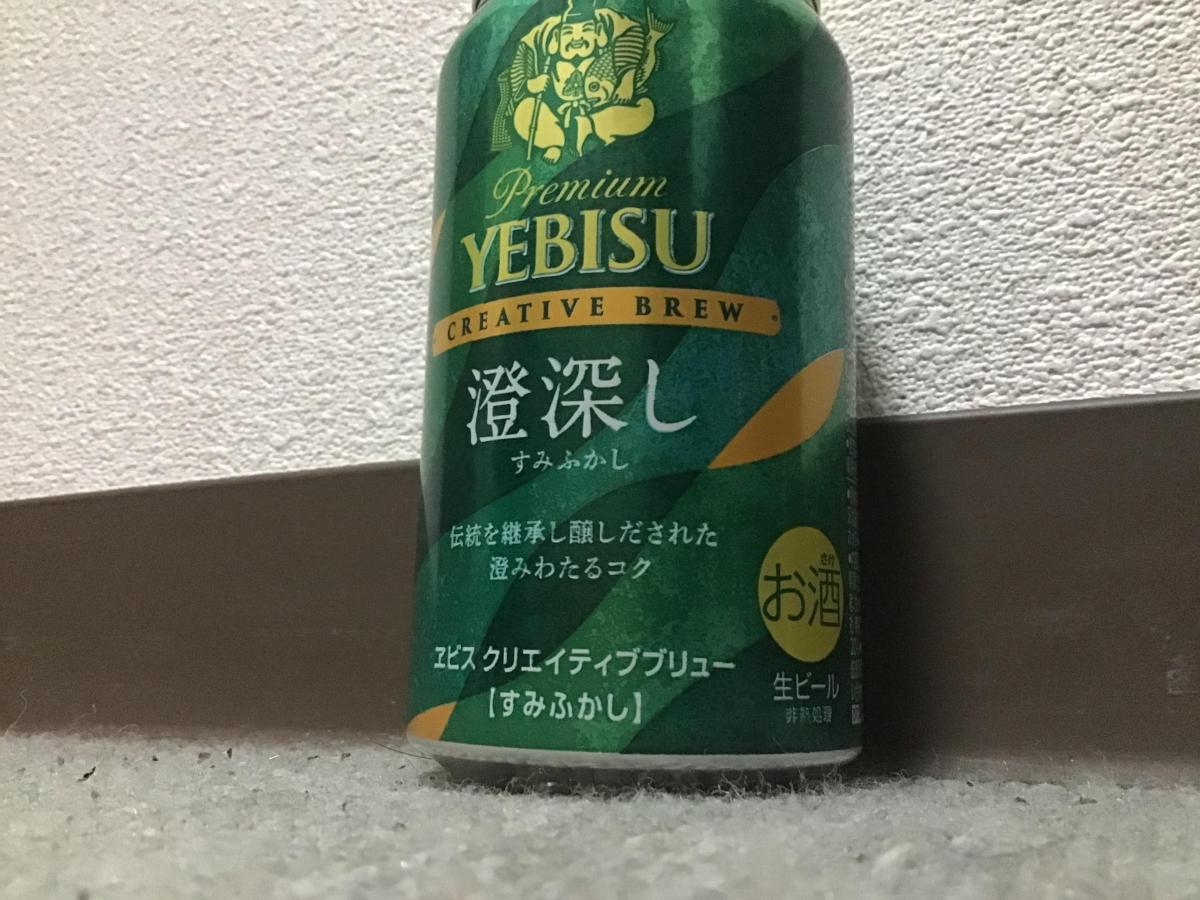 Premium
YEBISU
CREATIVE BREW
澄深し
すみふかし
伝統を継承し醸しだされた
澄みわたるコク
ヱビス クリエイティブブリュー
【すみふかし】
さけ
お酒
生ビール
非熱処理